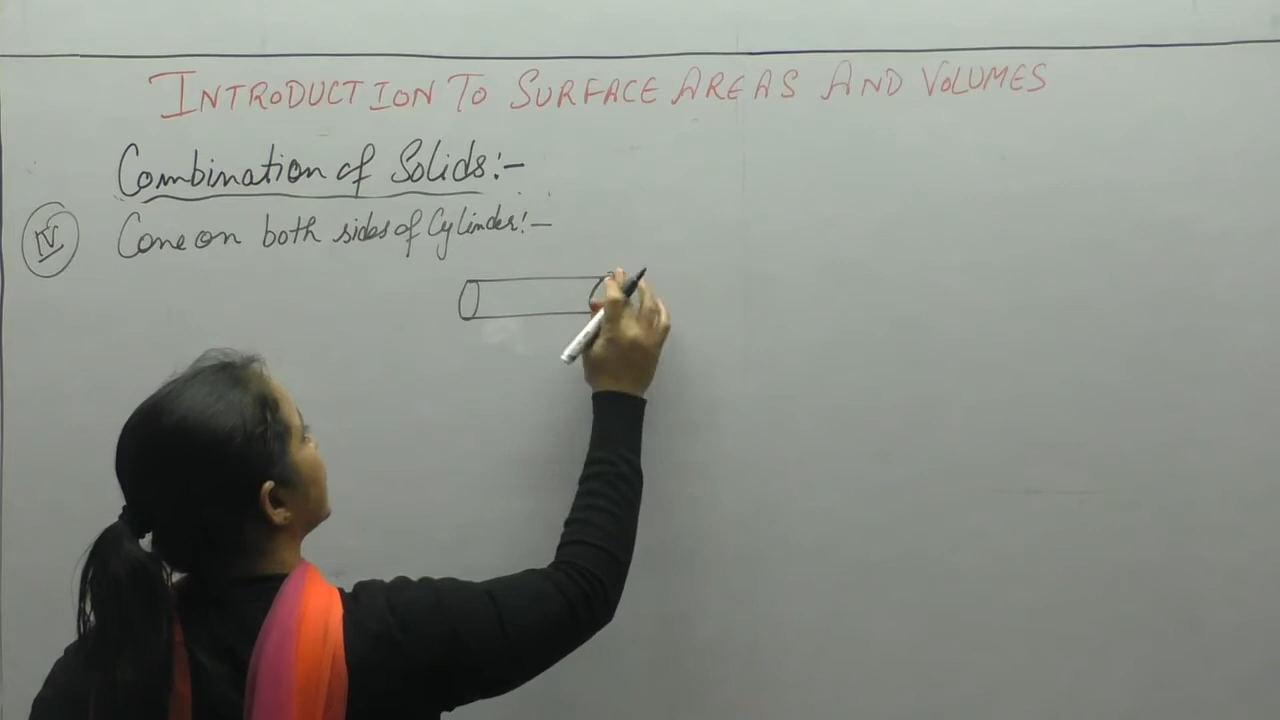 INTRODUCTION TO SURFACE AREAS AND VOLUMES
Combination of Solids:-
IV Cone on both sides of Cylinder:-